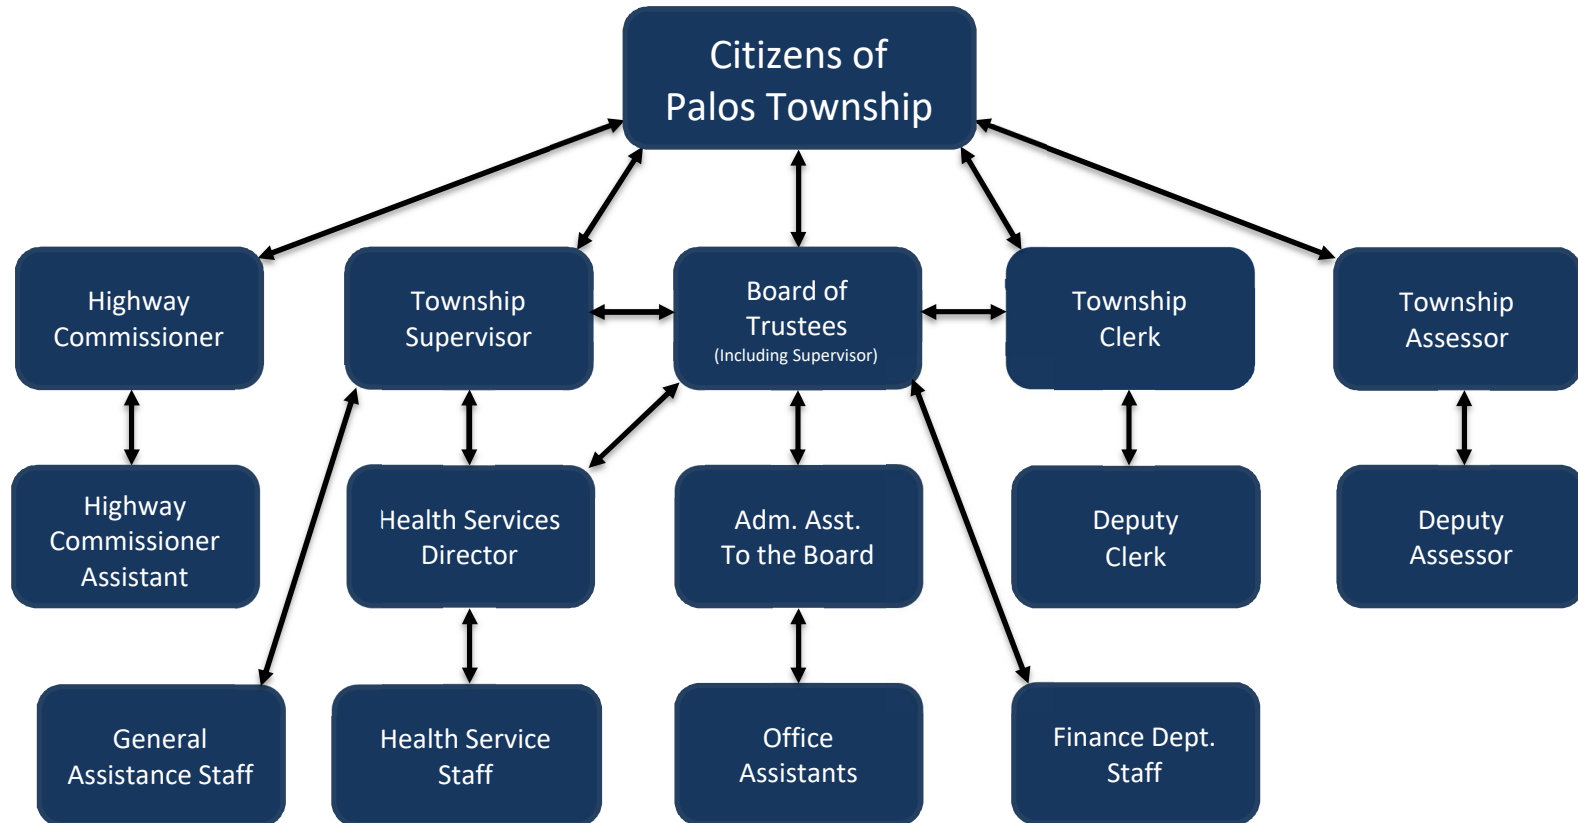 Citizens of
Palos Township
Highway
Commissioner
Township
Supervisor
Board of
Trustees
(Including Supervisor)
Township
Clerk
Township
Assessor
Highway
Commissioner
Assistant
Health Services
Director
Adm. Asst.
To the Board
Deputy
Clerk
Deputy
Assessor
General
Assistance Staff
Health Service
Staff
Office
Assistants
Finance Dept.
Staff